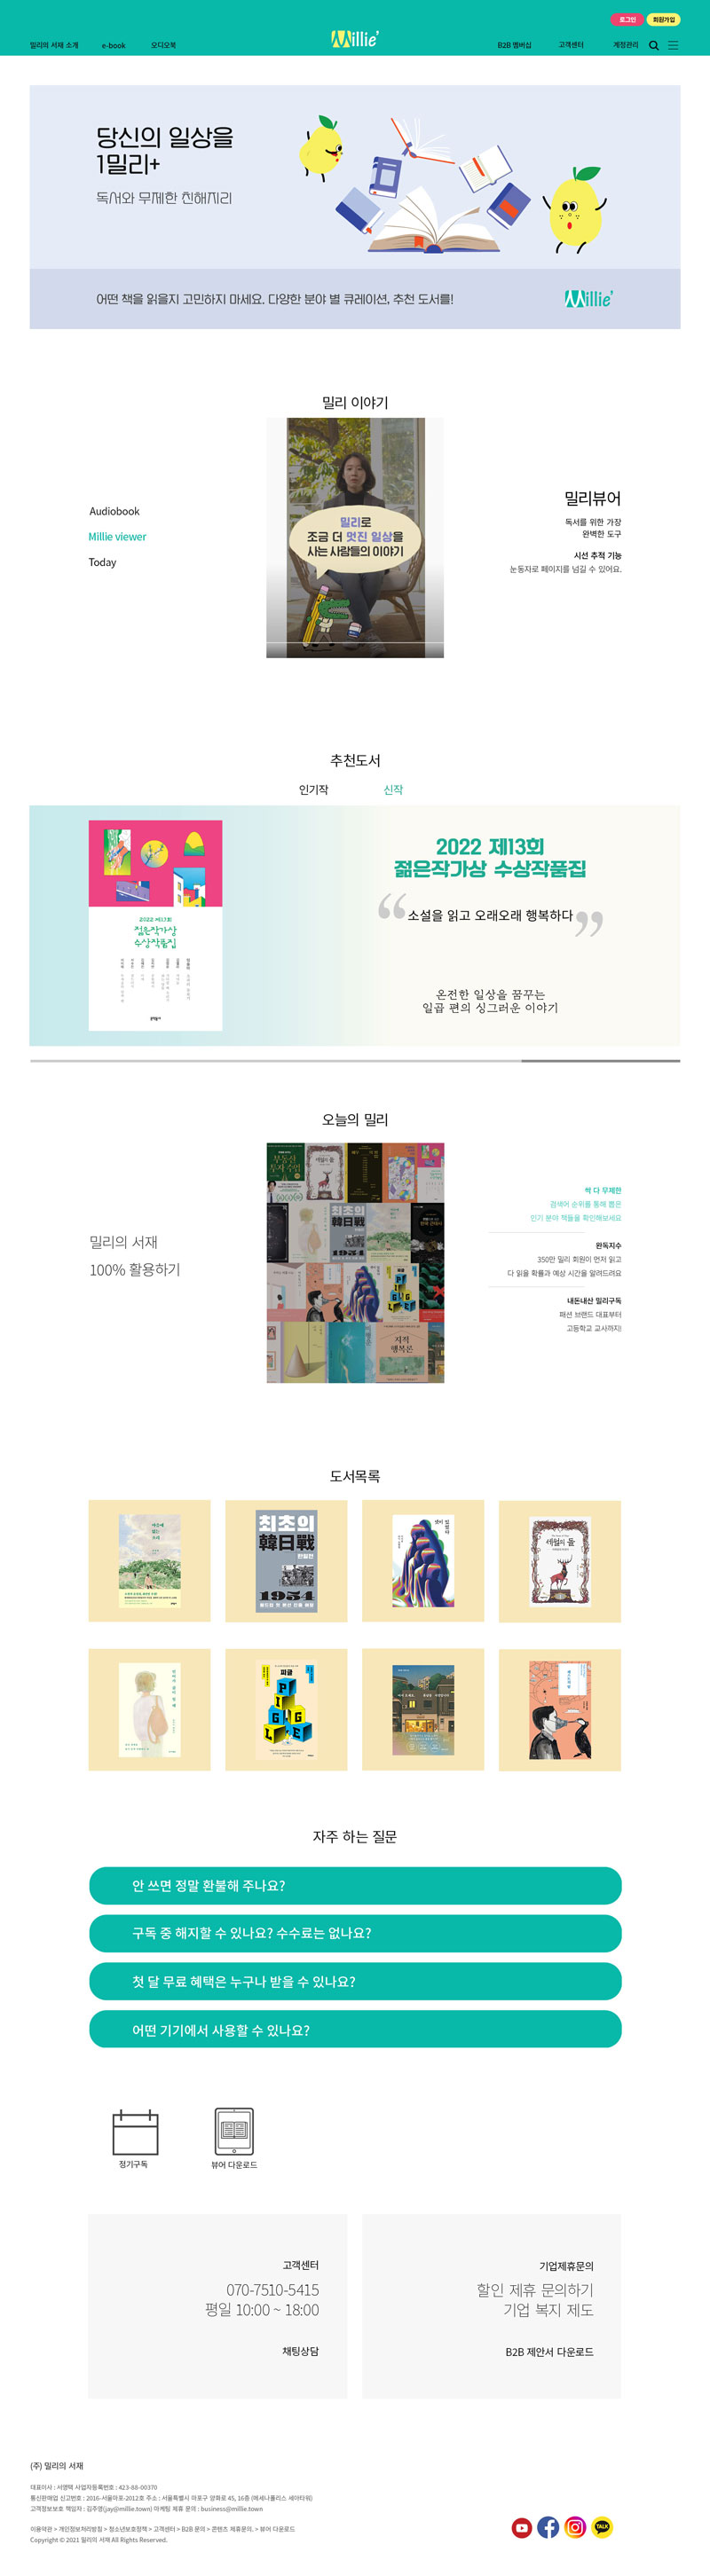 로그인 회원가입
밀리의 서재 소개 e-book 오디오북 Millie' B2B 멤버십 고객센터 계정관리
당신의 일상을
1밀리+
독서와 무제한 친해지리
어떤 책을 읽을지 고민하지 마세요. 다양한 분야 별 큐레이션, 추천 도서를!
Millie'
밀리 이야기
Audiobook
Millie viewer
Today
밀리로
조금 더 멋진 일상을
사는 사람들의 이야기
밀리뷰어
독서를 위한 가장
완벽한 도구
시선 추적 기능
눈동자로 페이지를 넘길 수 있어요.
추천도서
인기작 신작
2022 제13회
젊은작가상
수상작품집
문학동네
2022 제13회
젊은작가상 수상작품집
“소설을 읽고 오래오래 행복하다”
온전한 일상을 꿈꾸는
일곱 편의 싱그러운 이야기
오늘의 밀리
밀리의 서재
100% 활용하기
최초의
韓日戰
1954
지적
행복론
싹 다 무제한
검색어 순위를 통해 뽑은
인기 분야 책들을 확인해보세요
완독지수
350만 밀리 회원이 먼저 읽고
다 읽을 확률과 예상 시간을 알려드려요
내돈내산 밀리구독
패션 브랜드 대표부터
고등학교 교사까지!
도서목록
최초의
韓日戰
1954
세월의 돌
피글
PIGGLE
자주 하는 질문
안 쓰면 정말 환불해 주나요?
구독 중 해지할 수 있나요? 수수료는 없나요?
첫 달 무료 혜택은 누구나 받을 수 있나요?
어떤 기기에서 사용할 수 있나요?
정기구독 뷰어 다운로드
고객센터
070-7510-5415
평일 10:00 ~ 18:00
채팅상담
기업제휴문의
할인 제휴 문의하기
기업 복지 제도
B2B 제안서 다운로드
(주) 밀리의 서재
대표이사 : 서영택 사업자등록번호 : 423-88-00370
통신판매업 신고번호 : 2016-서울마포-2012호 주소 : 서울특별시 마포구 양화로 45, 16층 (메세나폴리스 세아타워)
고객정보보호 책임자 : 김주영(jay@millie.town) 마케팅 제휴 문의 : business@millie.town
이용약관 > 개인정보처리방침 > 청소년보호정책 > 고객센터 > B2B 문의 > 콘텐츠 제휴문의. > 뷰어 다운로드
Copyright © 2021 밀리의 서재 All Rights Reserved.
TALK